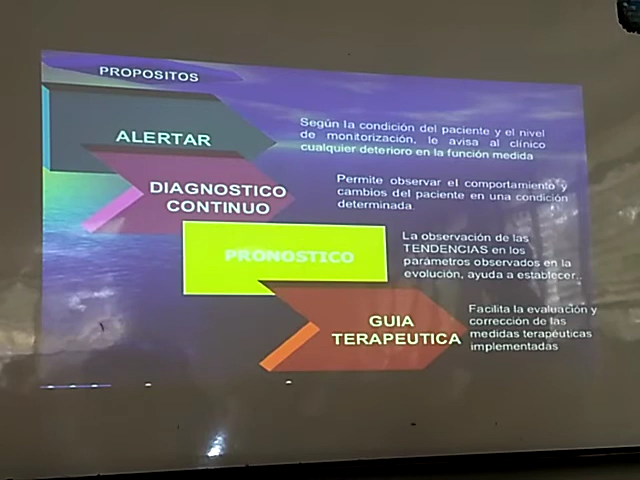 PROPOSITOS
ALERTAR
Según la condición del paciente y el nivel
de monitorización, le avisa al clínico
cualquier deterioro en la función medida
DIAGNOSTICO
CONTINUO
Permite observar el comportamiento y
cambios del paciente en una condición
determinada.
PRONOSTICO
La observación de las
TENDENCIAS en los
parámetros observados en la
evolución, ayuda a establecer..
GUIA
TERAPEUTICA
Facilita la evaluación y
corrección de las
medidas terapéuticas
implementadas